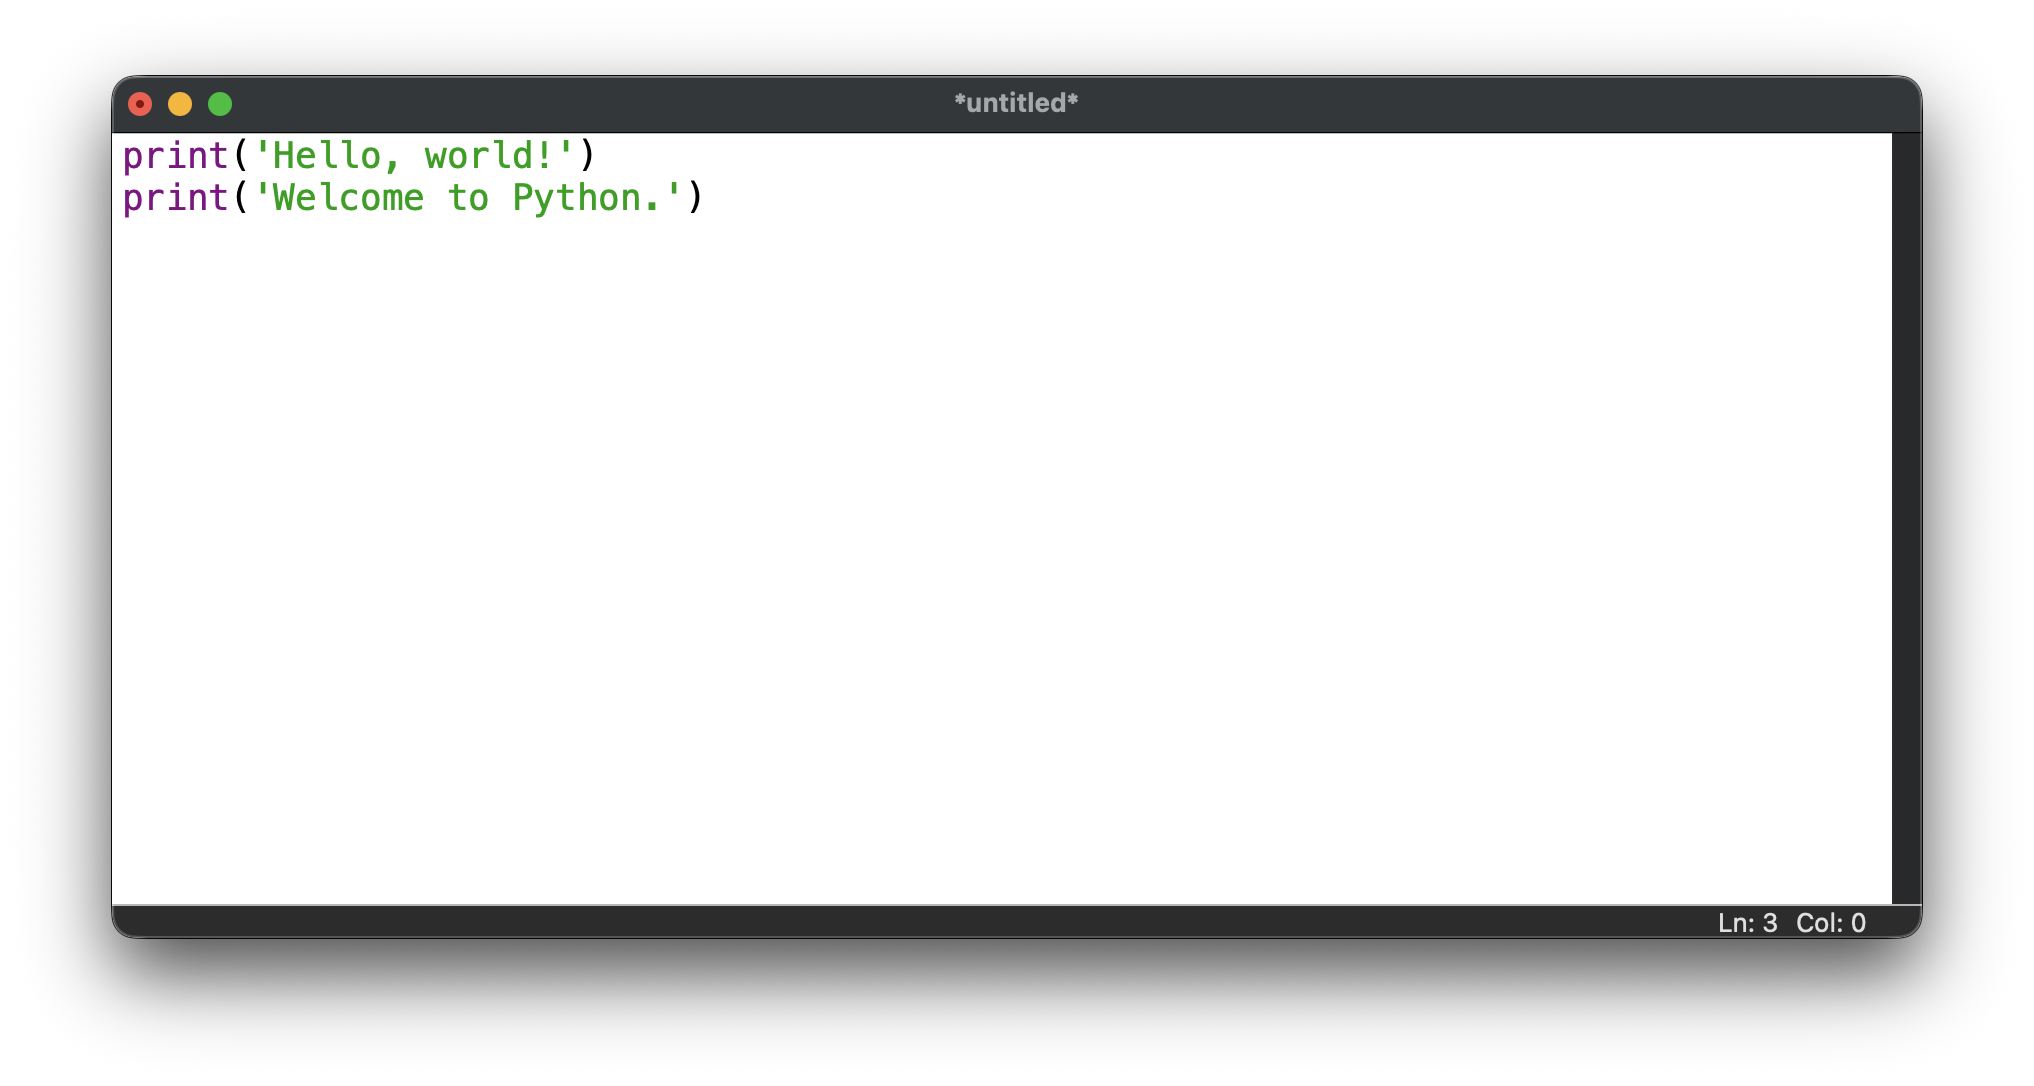 *untitled*
print('Hello, world!')
print('Welcome to Python.')
Ln: 3 Col: 0